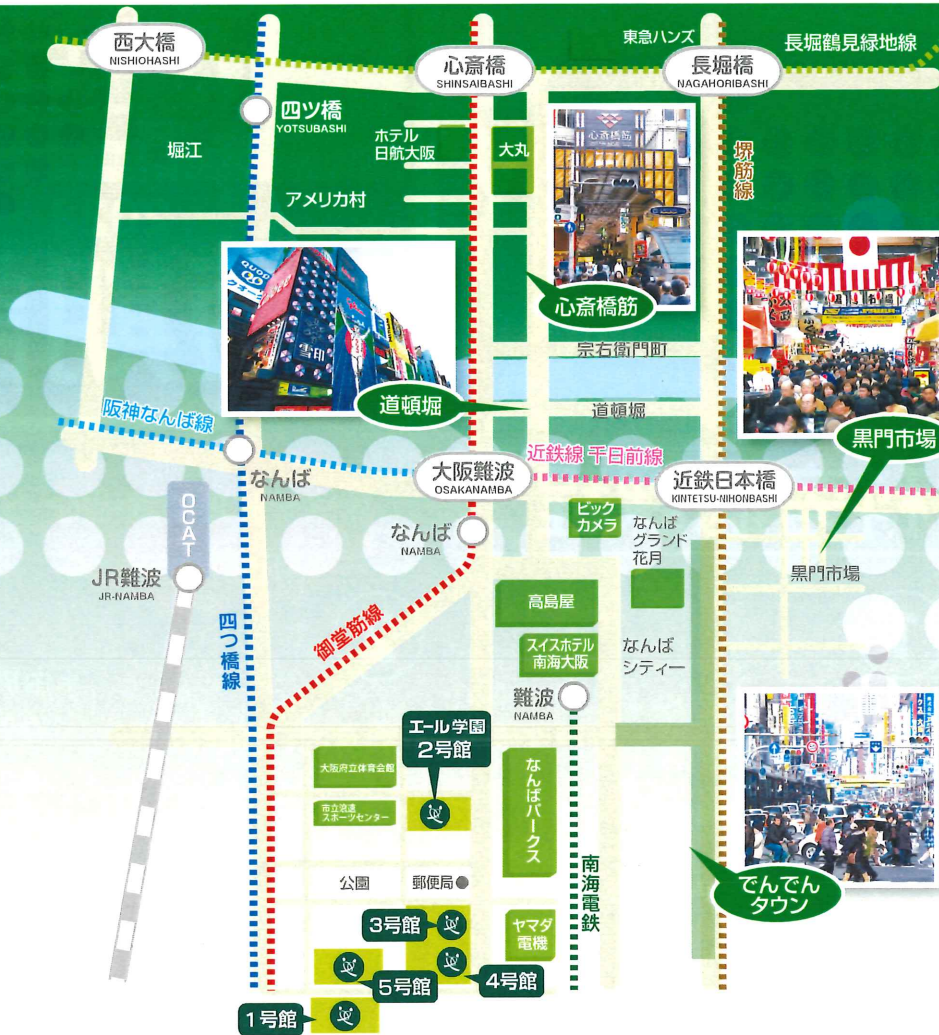 東急ハンズ
長堀鶴見緑地線
西大橋
NISHIOHASHI
心斎橋
SHINSAIBASHI
長堀橋
NAGAHORIBASHI
四ツ橋
YOTSUBASHI
堀江
ホテル
日航大阪
大丸
心斎橋筋
堺筋線
アメリカ村
QUOD
クオーク
雪印
心斎橋筋
宗右衛門町
道頓堀
道頓堀
阪神なんば線
黒門市場
近鉄線 千日前線
なんば
NAMBA
大阪難波
OSAKANAMBA
近鉄日本橋
KINTETSU-NIHONBASHI
OCAT
なんば
NAMBA
ビック
カメラ
なんば
グランド
花月
JR難波
JR-NAMBA
黒門市場
高島屋
四つ橋線
御堂筋線
スイスホテル
南海大阪
なんば
シティー
難波
NAMBA
エール学園
2号館
大阪府立体育会館
市立浪速
スポーツセンター
なんばパークス
公園
郵便局
南海電鉄
でんでん
タウン
3号館
ヤマダ
電機
5号館
4号館
1号館